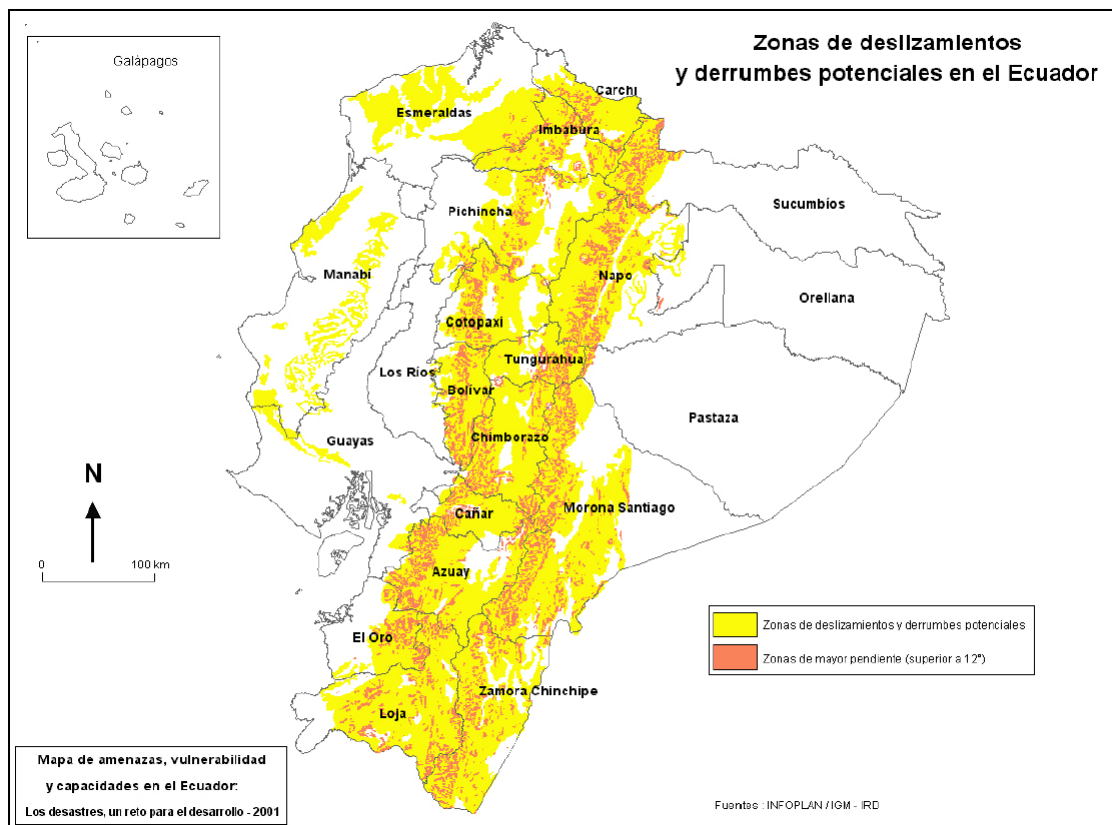 Zonas de deslizamientos
y derrumbes potenciales en el Ecuador
Galápagos
Carchi
Esmeraldas
Imbabura
Sucumbíos
Pichincha
Manabí
Napo
Orellana
Cotopaxi
Tungurahua
Los Ríos
Bolívar
Pastaza
Chimborazo
Guayas
N
Cañar
Morona Santiago
0 100 km
Azuay
El Oro
Zonas de deslizamientos y derrumbes potenciales
Zonas de mayor pendiente (superior a 12°)
Zamora Chinchipe
Loja
Mapa de amenazas, vulnerabilidad
y capacidades en el Ecuador:
Los desastres, un reto para el desarrollo - 2001
Fuentes : INFOPLAN / IGM - IRD